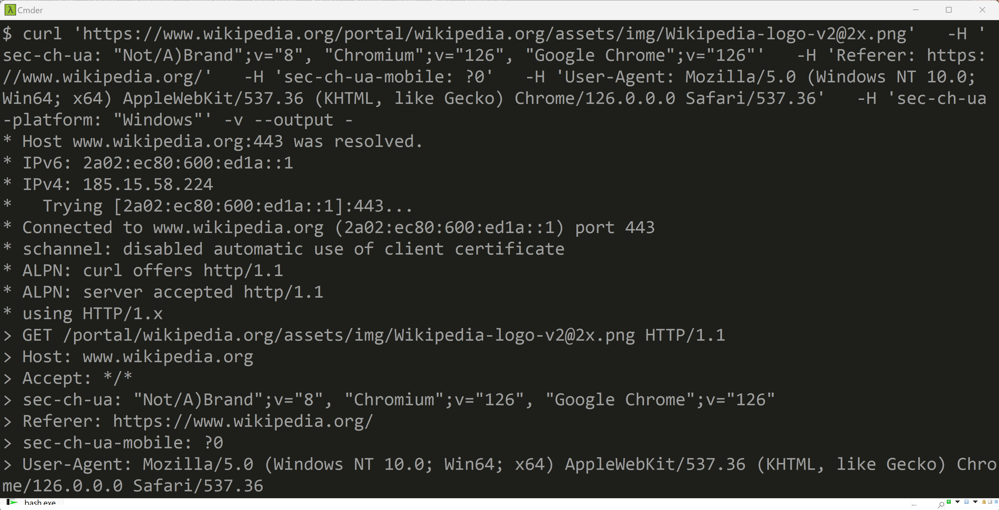 Cmder
$ curl 'https://www.wikipedia.org/portal/wikipedia.org/assets/img/Wikipedia-logo-v2@2x.png'   -H '
sec-ch-ua: "Not/A)Brand";v="8", "Chromium";v="126", "Google Chrome";v="126"'   -H 'Referer: https:
//www.wikipedia.org/'   -H 'sec-ch-ua-mobile: ?0'   -H 'User-Agent: Mozilla/5.0 (Windows NT 10.0;
Win64; x64) AppleWebKit/537.36 (KHTML, like Gecko) Chrome/126.0.0.0 Safari/537.36'   -H 'sec-ch-ua
-platform: "Windows"' -v --output -
* Host www.wikipedia.org:443 was resolved.
* IPv6: 2a02:ec80:600:ed1a::1
* IPv4: 185.15.58.224
*   Trying [2a02:ec80:600:ed1a::1]:443...
* Connected to www.wikipedia.org (2a02:ec80:600:ed1a::1) port 443
* schannel: disabled automatic use of client certificate
* ALPN: curl offers http/1.1
* ALPN: server accepted http/1.1
* using HTTP/1.x
> GET /portal/wikipedia.org/assets/img/Wikipedia-logo-v2@2x.png HTTP/1.1
> Host: www.wikipedia.org
> Accept: */*
> sec-ch-ua: "Not/A)Brand";v="8", "Chromium";v="126", "Google Chrome";v="126"
> Referer: https://www.wikipedia.org/
> sec-ch-ua-mobile: ?0
> User-Agent: Mozilla/5.0 (Windows NT 10.0; Win64; x64) AppleWebKit/537.36 (KHTML, like Gecko) Chro
me/126.0.0.0 Safari/537.36
bash.exe